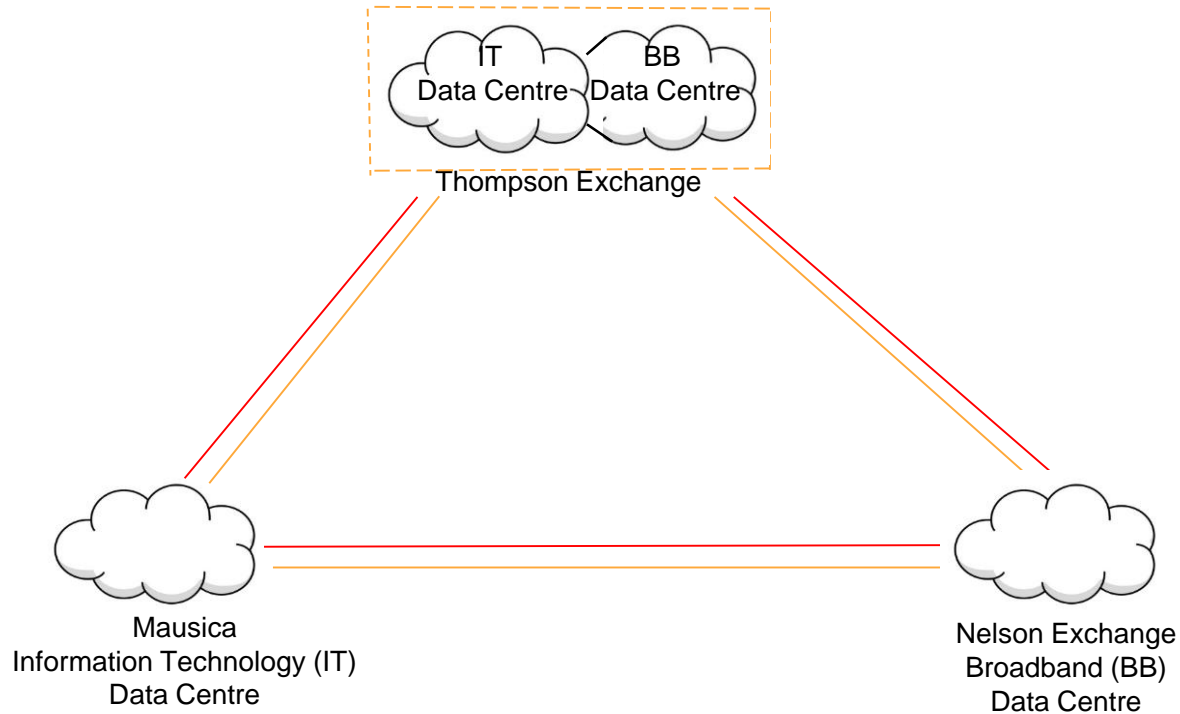 IT
Data Centre
BB
Data Centre
Thompson Exchange
Mausica
Information Technology (IT)
Data Centre
Nelson Exchange
Broadband (BB)
Data Centre